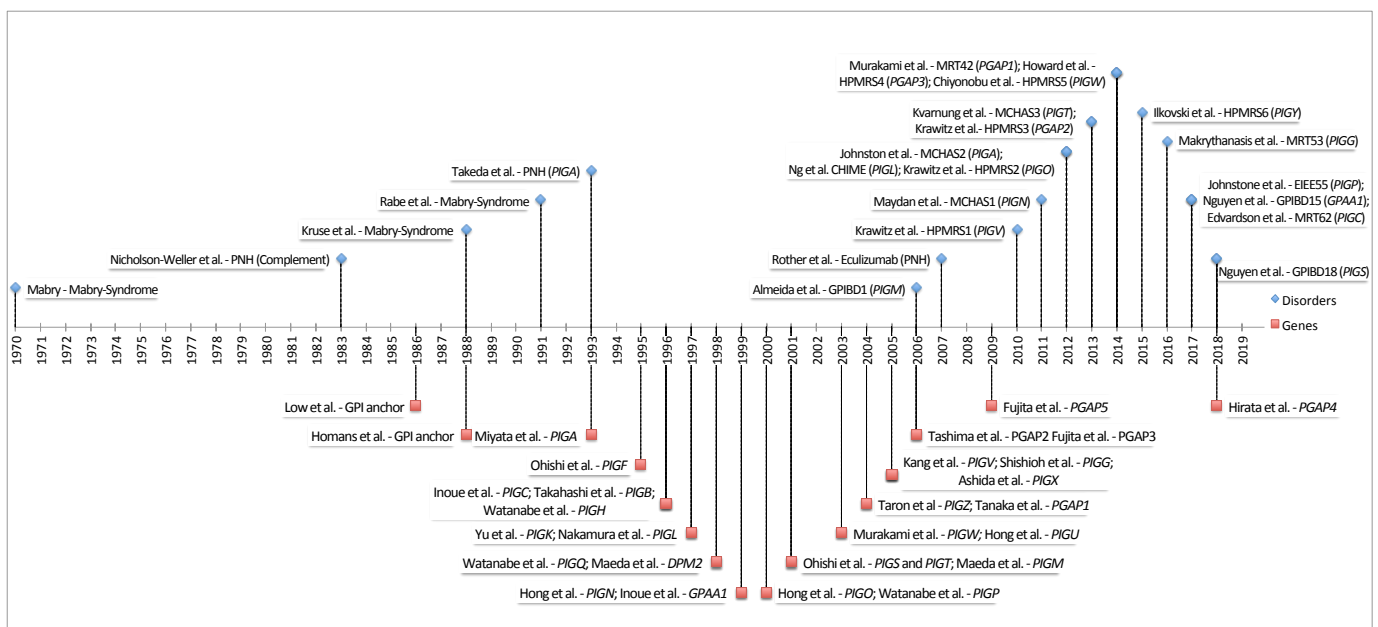 Murakami et al. - MRT42 (PGAP1); Howard et al. -
HPMRS4 (PGAP3); Chiyonobu et al. - HPMRS5 (PIGW)
Kvarnung et al. - MCHAS3 (PIGT);
Krawitz et al.- HPMRS3 (PGAP2)
Ilkovski et al. - HPMRS6 (PIGY)
Makrythanasis et al. - MRT53 (PIGG)
Johnston et al. - MCHAS2 (PIGA);
Ng et al. CHIME (PIGL); Krawitz et al. - HPMRS2 (PIGO)
Takeda et al. - PNH (PIGA)
Johnstone et al. - EIEE55 (PIGP);
Nguyen et al. - GPIBD15 (GPAA1);
Edvardson et al. - MRT62 (PIGC)
Rabe et al. - Mabry-Syndrome
Maydan et al. - MCHAS1 (PIGN)
Kruse et al. - Mabry-Syndrome
Krawitz et al. - HPMRS1 (PIGV)
Nicholson-Weller et al. - PNH (Complement)
Rother et al. - Eculizumab (PNH)
Nguyen et al. - GPIBD18 (PIGS)
Mabry - Mabry-Syndrome
Almeida et al. - GPIBD1 (PIGM)
Disorders
Genes
1970
1971
1972
1973
1974
1975
1976
1977
1978
1979
1980
1981
1982
1983
1984
1985
1986
1987
1988
1989
1990
1991
1992
1993
1994
1995
1996
1997
1998
1999
2000
2001
2002
2003
2004
2005
2006
2007
2008
2009
2010
2011
2012
2013
2014
2015
2016
2017
2018
2019
Low et al. - GPI anchor
Fujita et al. - PGAP5
Hirata et al. - PGAP4
Homans et al. - GPI anchor
Miyata et al. - PIGA
Tashima et al. - PGAP2 Fujita et al. - PGAP3
Ohishi et al. - PIGF
Kang et al. - PIGV; Shishioh et al. - PIGG;
Ashida et al. - PIGX
Inoue et al. - PIGC; Takahashi et al. - PIGB;
Watanabe et al. - PIGH
Taron et al. - PIGZ; Tanaka et al. - PGAP1
Yu et al. - PIGK; Nakamura et al. - PIGL
Murakami et al. - PIGW; Hong et al. - PIGU
Watanabe et al. - PIGQ; Maeda et al. - DPM2
Ohishi et al. - PIGS and PIGT; Maeda et al. - PIGM
Hong et al. - PIGN; Inoue et al. - GPAA1
Hong et al. - PIGO; Watanabe et al. - PIGP